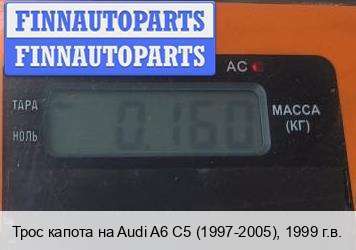 FINNAUTOPARTS
FINNAUTOPARTS
AC
ТАРА
НОЛЬ
0.160
МАССА
(КГ)
Трос капота на Audi A6 C5 (1997-2005), 1999 г.в.